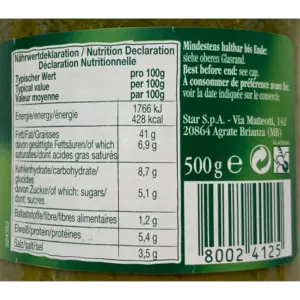 Nährwertdeklaration / Nutrition Declaration
Déclaration Nutritionnelle
Typischer Wert pro 100g
Typical value per 100g
Valeur moyenne par 100g
Energie/energy/énergie 1766 kJ
428 kcal
Fett/Fat/Graisses 41 g
davon gesättigte Fettsäuren/of which 6,9 g
saturates/dont acides gras saturés
Kohlenhydrate/carbohydrate/ 8,7 g
glucides
davon Zucker/of which: sugars/ 5,1 g
dont: sucres
Ballaststoffe/fibre/fibres alimentaires 1,2 g
Eiweiß/protein/protéines 5,4 g
Salz/salt/sel 3,5 g
Mindestens haltbar bis Ende:
siehe oberen Glasrand.
Best before end: see cap.
À consommer de préférence avant fin:
voir la date indiquée sur le couvercle.
Star S.p.A. - Via Matteotti, 142
20864 Agrate Brianza (MB)
500 g e
8002 4125